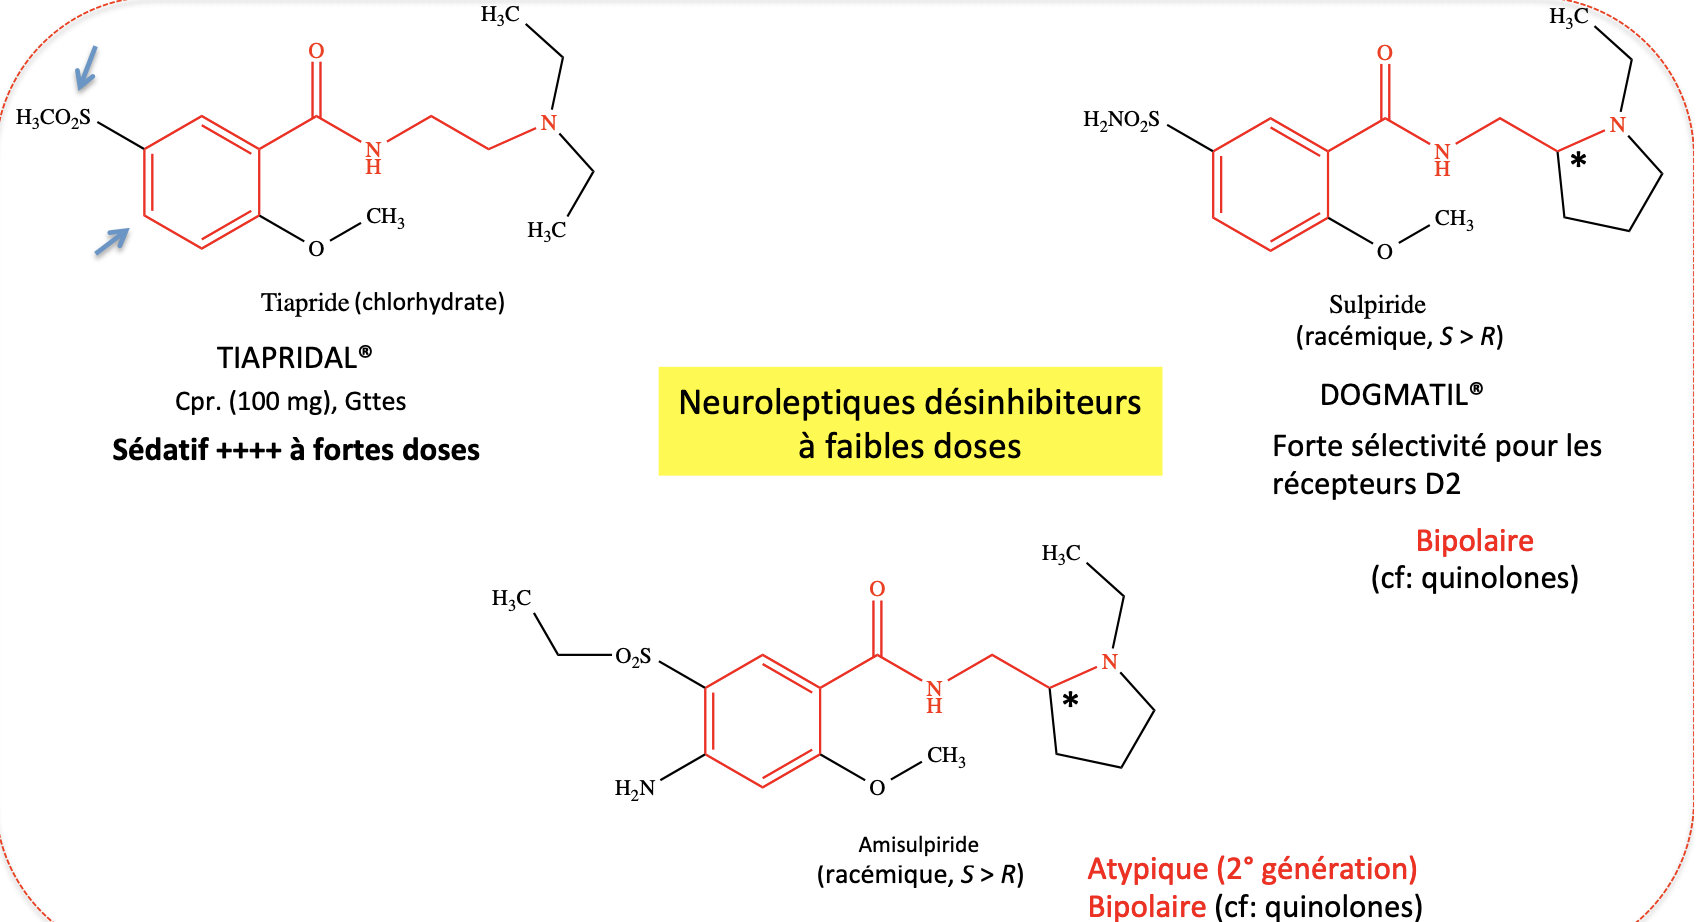 H₃C
O
H₃CO₂S
N
N
H
CH₃
O
H₃C
Tiapride (chlorhydrate)
TIAPRIDAL®
Cpr. (100 mg), Gttes
Sédatif ++++ à fortes doses
H₃C
O
H₂NO₂S
N
N
H
*
CH₃
O
Sulpiride
(racémique, S > R)
DOGMATIL®
Forte sélectivité pour les
récepteurs D2
Bipolaire
(cf: quinolones)
Neuroleptiques désinhibiteurs
à faibles doses
H₃C
H₃C
O
O₂S
N
N
H
*
CH₃
H₂N
O
Amisulpiride
(racémique, S > R)
Atypique (2° génération)
Bipolaire (cf: quinolones)